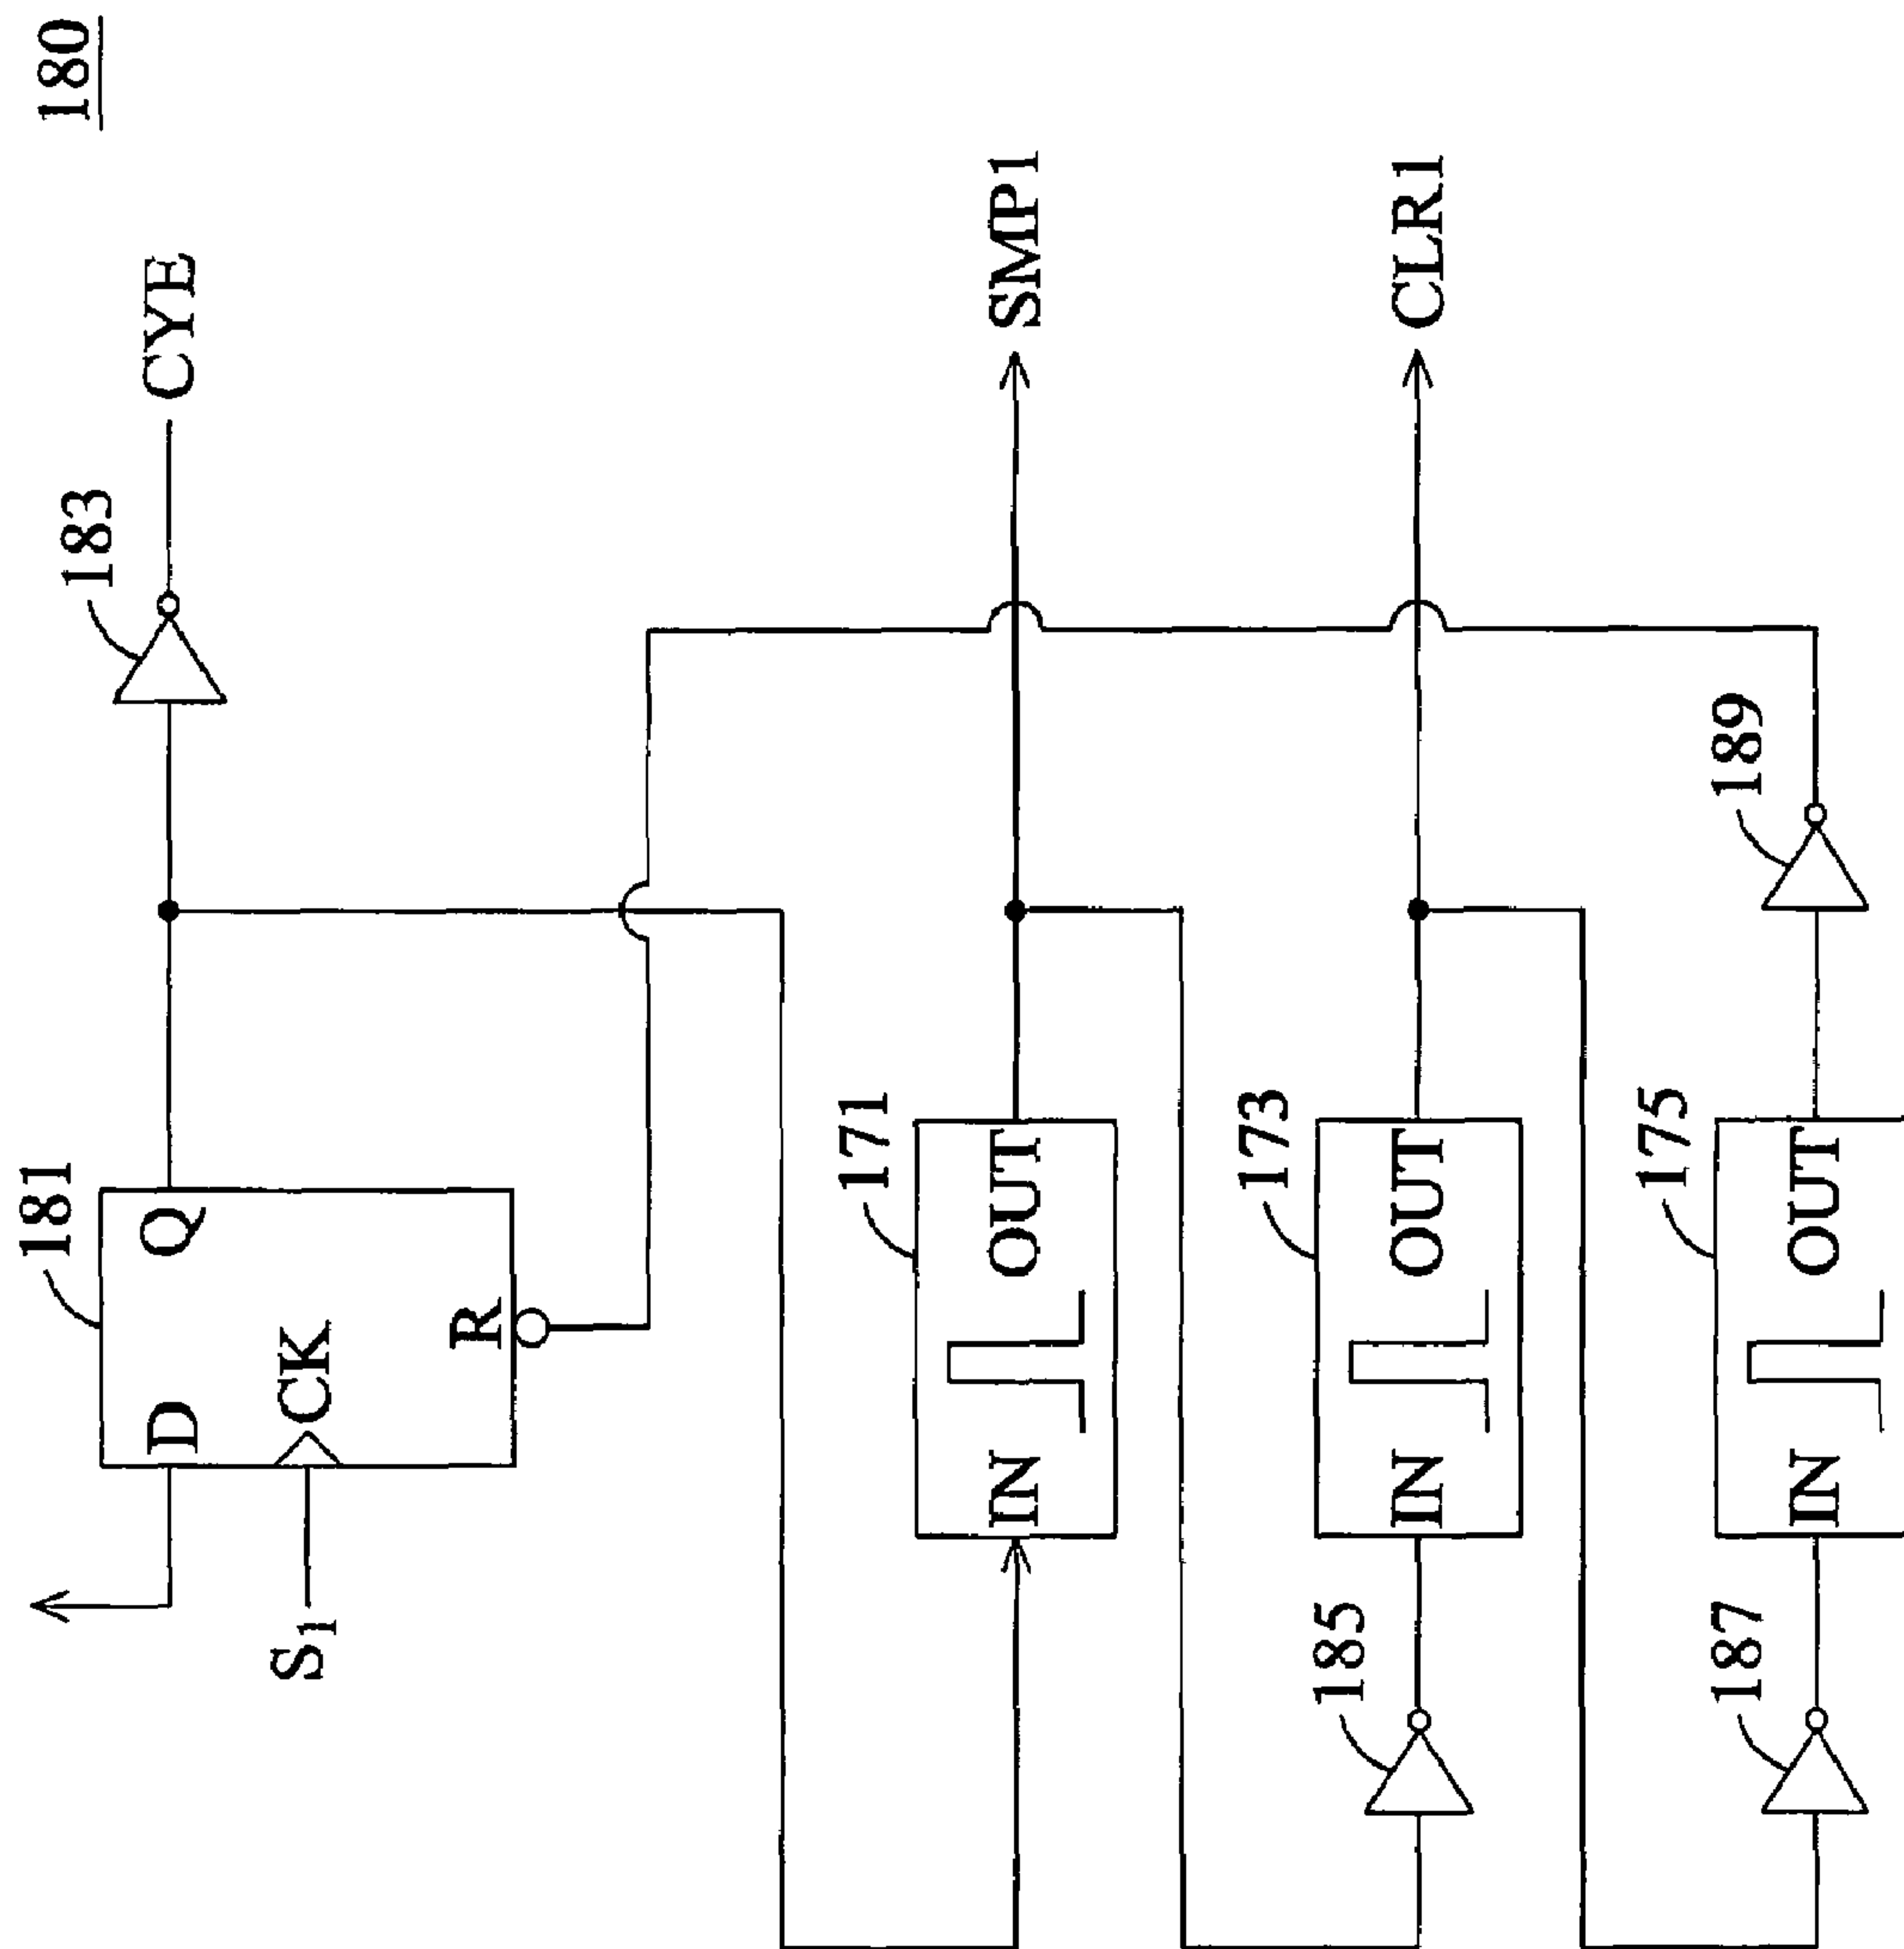 180
181
D
Q
183
CYE
CK
S1
R
171
IN
OUT
SMP1
173
185
IN
OUT
CLR1
175
187
IN
OUT
189